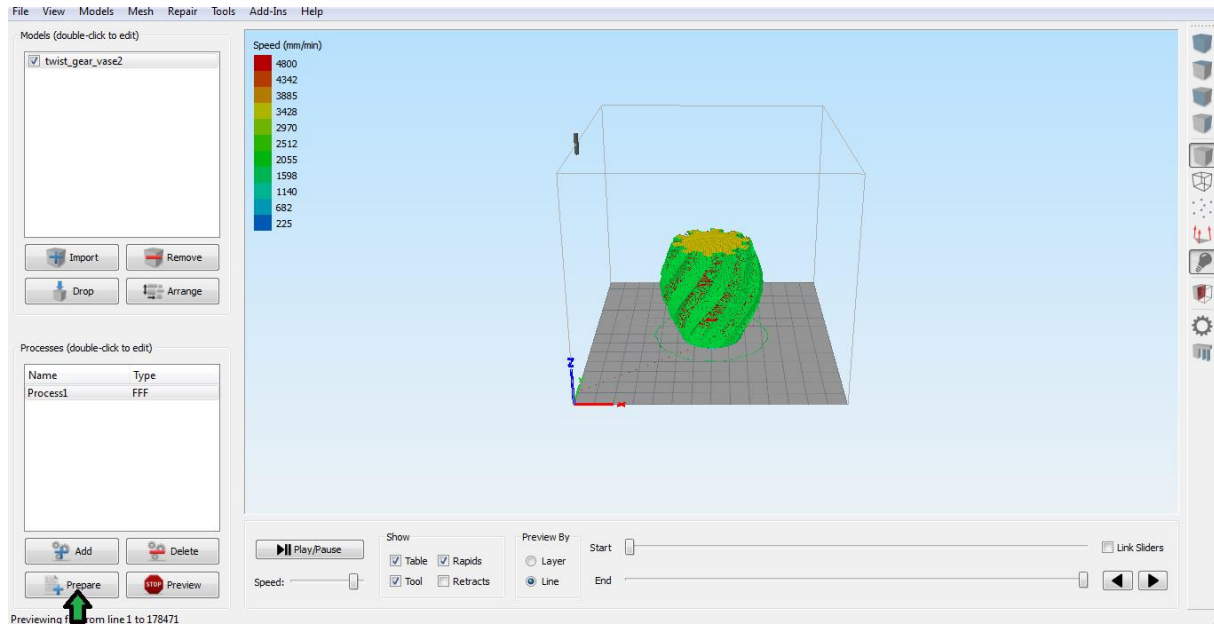 File View Models Mesh Repair Tools Add-Ins Help
Models (double-click to edit)
twist_gear_vase2
Import Remove
Drop Arrange
Processes (double-click to edit)
Name Type
Process1 FFF
Add Delete
Prepare STOP Preview
Speed (mm/min)
4800
4342
3885
3428
2970
2512
2055
1598
1140
682
225
Z
X
Play/Pause
Speed:
Show
Table Rapids
Tool Retracts
Preview By
Layer
Line
Start
End
Link Sliders
Previewing from line 1 to 178471